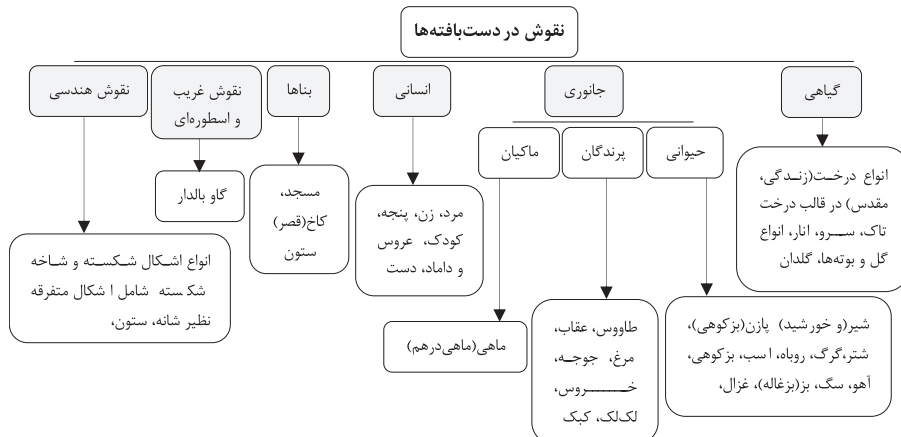 نقوش در دست‌بافته‌ها
گیاهی
جانوری
انسانی
بناها
نقوش غریب
و اسطوره‌ای
نقوش هندسی
حیوانی
پرندگان
ماکیان
انواع درخت(زندگی،
مقدس) در قالب درخت
تاک، سرو، انار، انواع
گل و بوته‌ها، گلدان
شیر(و خورشید) پازن(بزکوهی)،
شتر،گرگ، روباه، اسب، بزکوهی،
آهو، سگ، بز(بزغاله)، غزال،
طاووس، عقاب،
مرغ، جوجه،
خروس،
لک‌لک، کبک
ماهی(ماهی‌درهم)
مرد، زن، پنجه،
کودک، عروس
و داماد، دست
مسجد،
کاخ(قصر)
ستون
گاو بالدار
انواع اشکال شکسته و شاخه
شکسته شامل اشکال متفرقه
نظیر شانه، ستون،